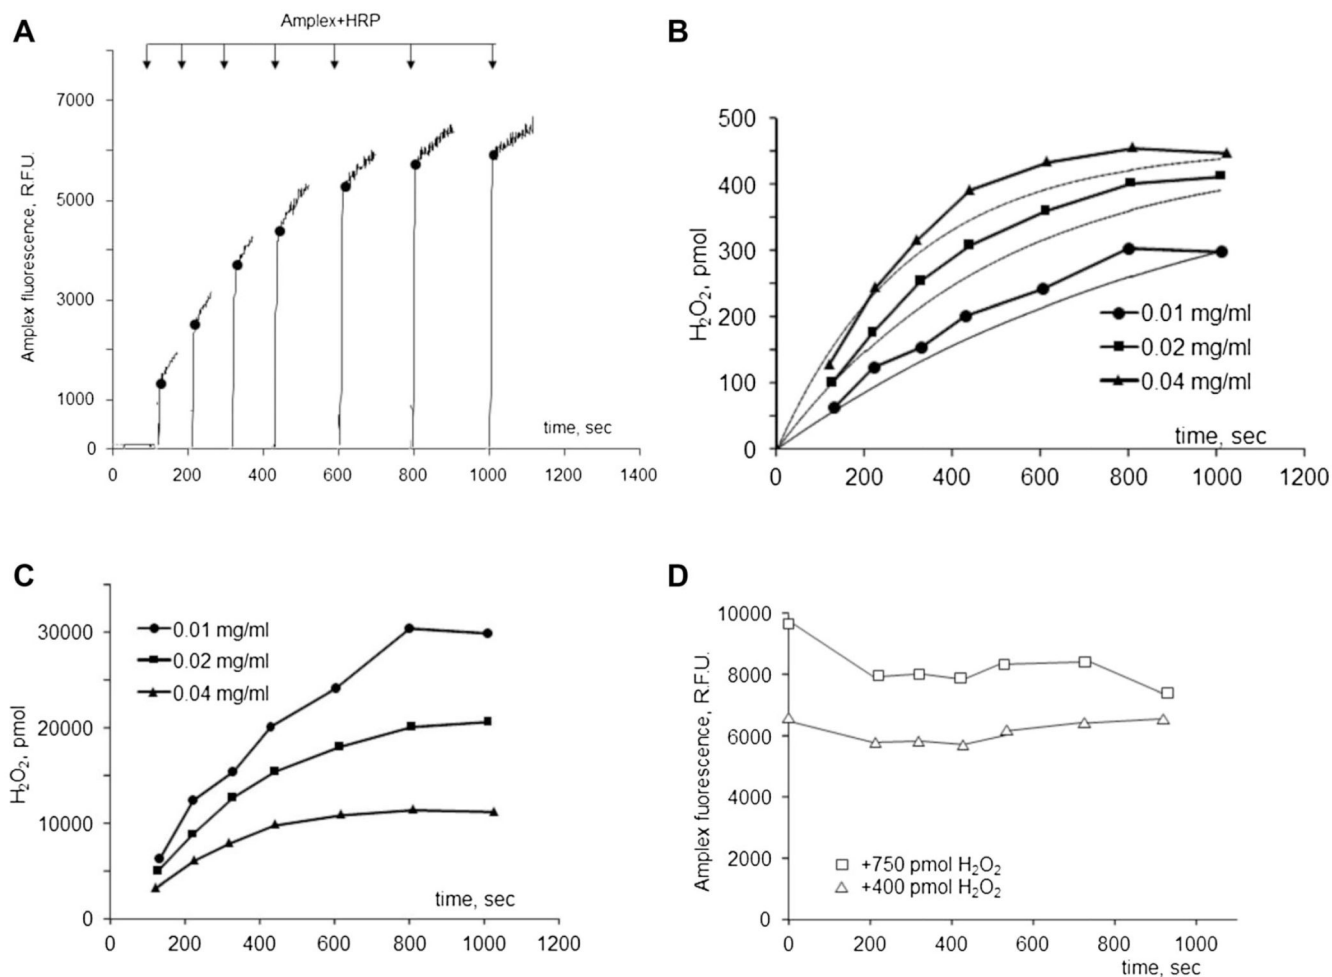 A
Amplex+HRP
Amplex fluorescence, R.F.U.
7000
5000
3000
1000
0
time, sec
0 200 400 600 800 1000 1200 1400
B
H₂O₂, pmol
500
400
300
200
100
0
0.01 mg/ml
0.02 mg/ml
0.04 mg/ml
time, sec
0 200 400 600 800 1000 1200
C
H₂O₂, pmol
30000
20000
10000
0
0.01 mg/ml
0.02 mg/ml
0.04 mg/ml
time, sec
0 200 400 600 800 1000 1200
D
Amplex fuorescence, R.F.U.
10000
8000
6000
4000
2000
0
+750 pmol H₂O₂
+400 pmol H₂O₂
0 200 400 600 800 1000
time, sec